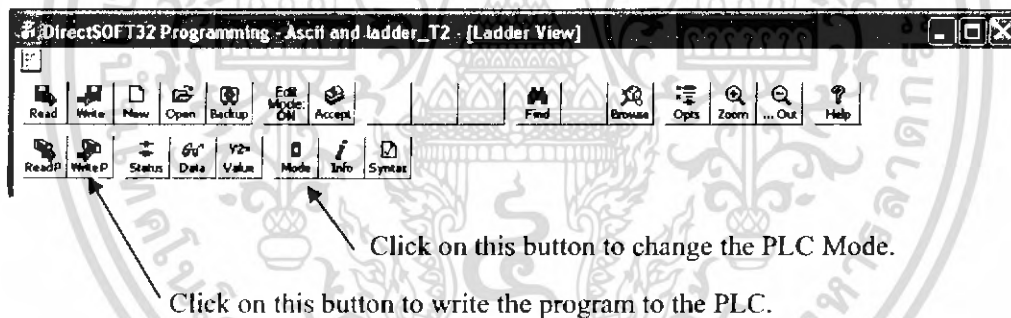 DirectSOFT32 Programming - Ascii and ladder_T2 - [Ladder View]
Read Write New Open Backup Edit Mode: ON Accept Find Browse Opts Zoom ... Out Help
ReadP WriteP Status Data Value Mode Info Syntax
Click on this button to change the PLC Mode.
Click on this button to write the program to the PLC.